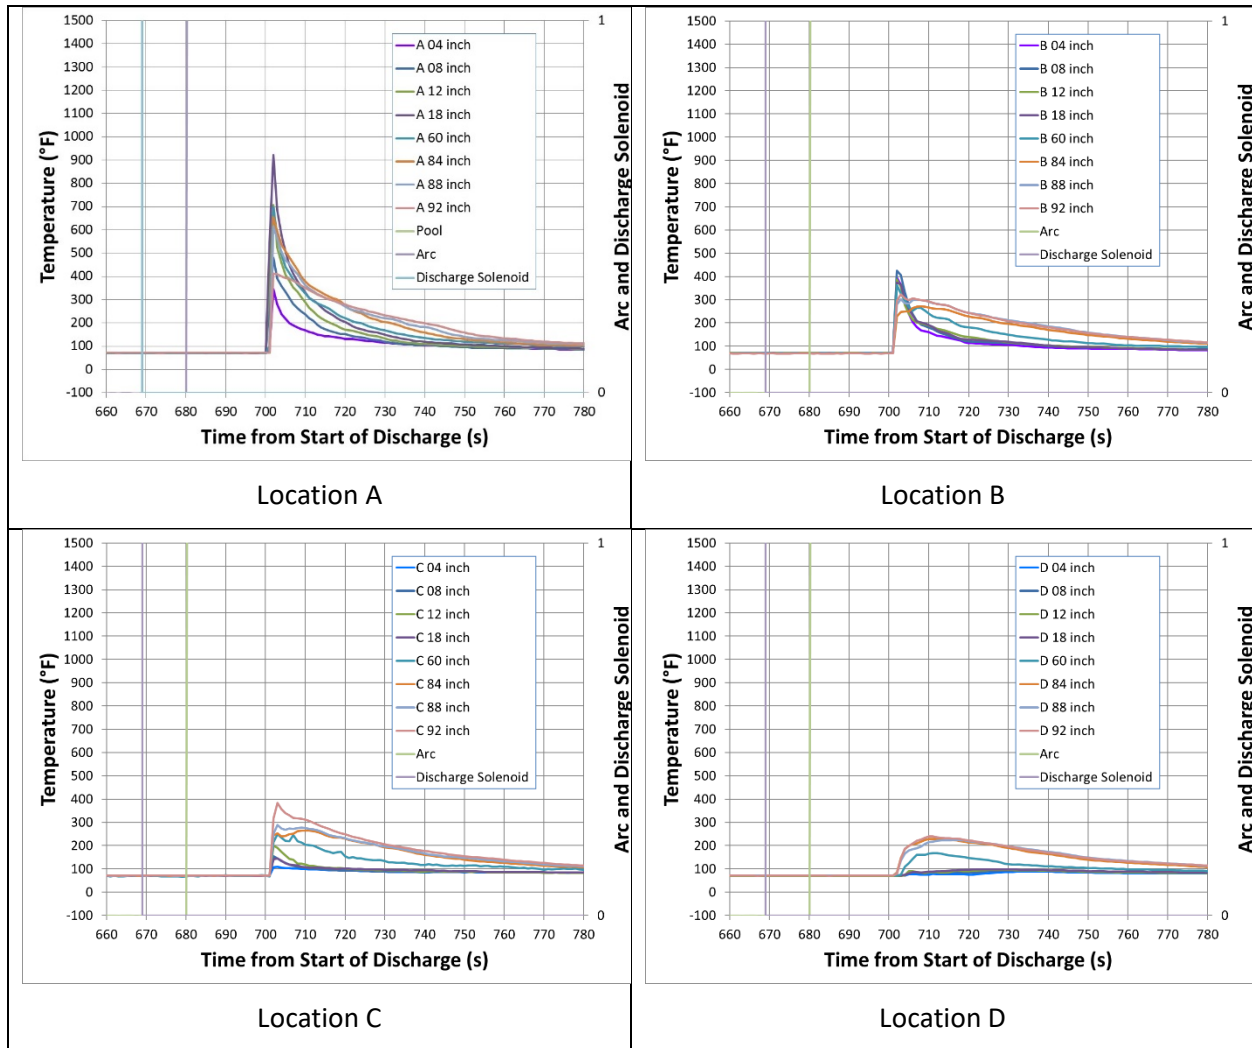 1500
1400
1300
1200
1100
1000
900
800
700
600
500
400
300
200
100
0
-100
Temperature (°F)
660 670 680 690 700 710 720 730 740 750 760 770 780
Time from Start of Discharge (s)
A 04 inch
A 08 inch
A 12 inch
A 18 inch
A 60 inch
A 84 inch
A 88 inch
A 92 inch
Pool
Arc
Discharge Solenoid
1
0
Arc and Discharge Solenoid
Location A
1500
1400
1300
1200
1100
1000
900
800
700
600
500
400
300
200
100
0
-100
Temperature (°F)
660 670 680 690 700 710 720 730 740 750 760 770 780
Time from Start of Discharge (s)
B 04 inch
B 08 inch
B 12 inch
B 18 inch
B 60 inch
B 84 inch
B 88 inch
B 92 inch
Arc
Discharge Solenoid
1
0
Arc and Discharge Solenoid
Location B
1500
1400
1300
1200
1100
1000
900
800
700
600
500
400
300
200
100
0
-100
Temperature (°F)
660 670 680 690 700 710 720 730 740 750 760 770 780
Time from Start of Discharge (s)
C 04 inch
C 08 inch
C 12 inch
C 18 inch
C 60 inch
C 84 inch
C 88 inch
C 92 inch
Arc
Discharge Solenoid
1
0
Arc and Discharge Solenoid
Location C
1500
1400
1300
1200
1100
1000
900
800
700
600
500
400
300
200
100
0
-100
Temperature (°F)
660 670 680 690 700 710 720 730 740 750 760 770 780
Time from Start of Discharge (s)
D 04 inch
D 08 inch
D 12 inch
D 18 inch
D 60 inch
D 84 inch
D 88 inch
D 92 inch
Arc
Discharge Solenoid
1
0
Arc and Discharge Solenoid
Location D